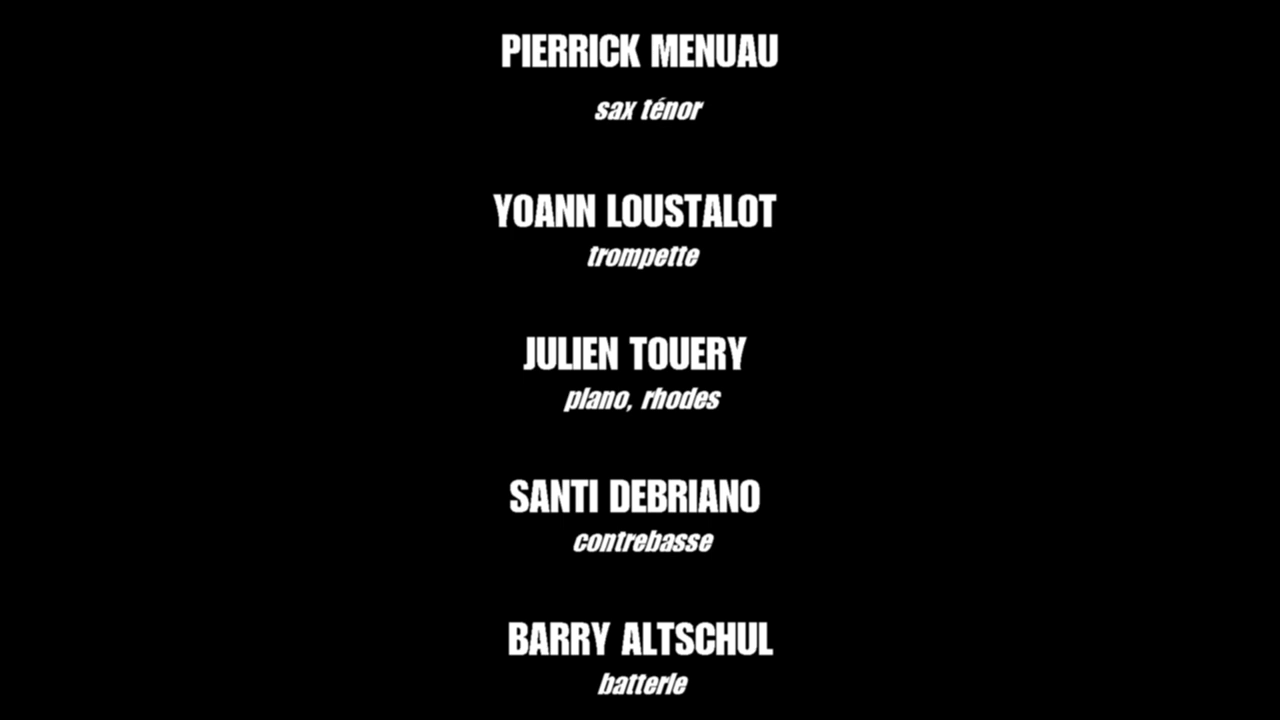 PIERRICK MENUAU
sax ténor
YOANN LOUSTALOT
trompette
JULIEN TOUERY
piano, rhodes
SANTI DEBRIANO
contrebasse
BARRY ALTSCHUL
batterie